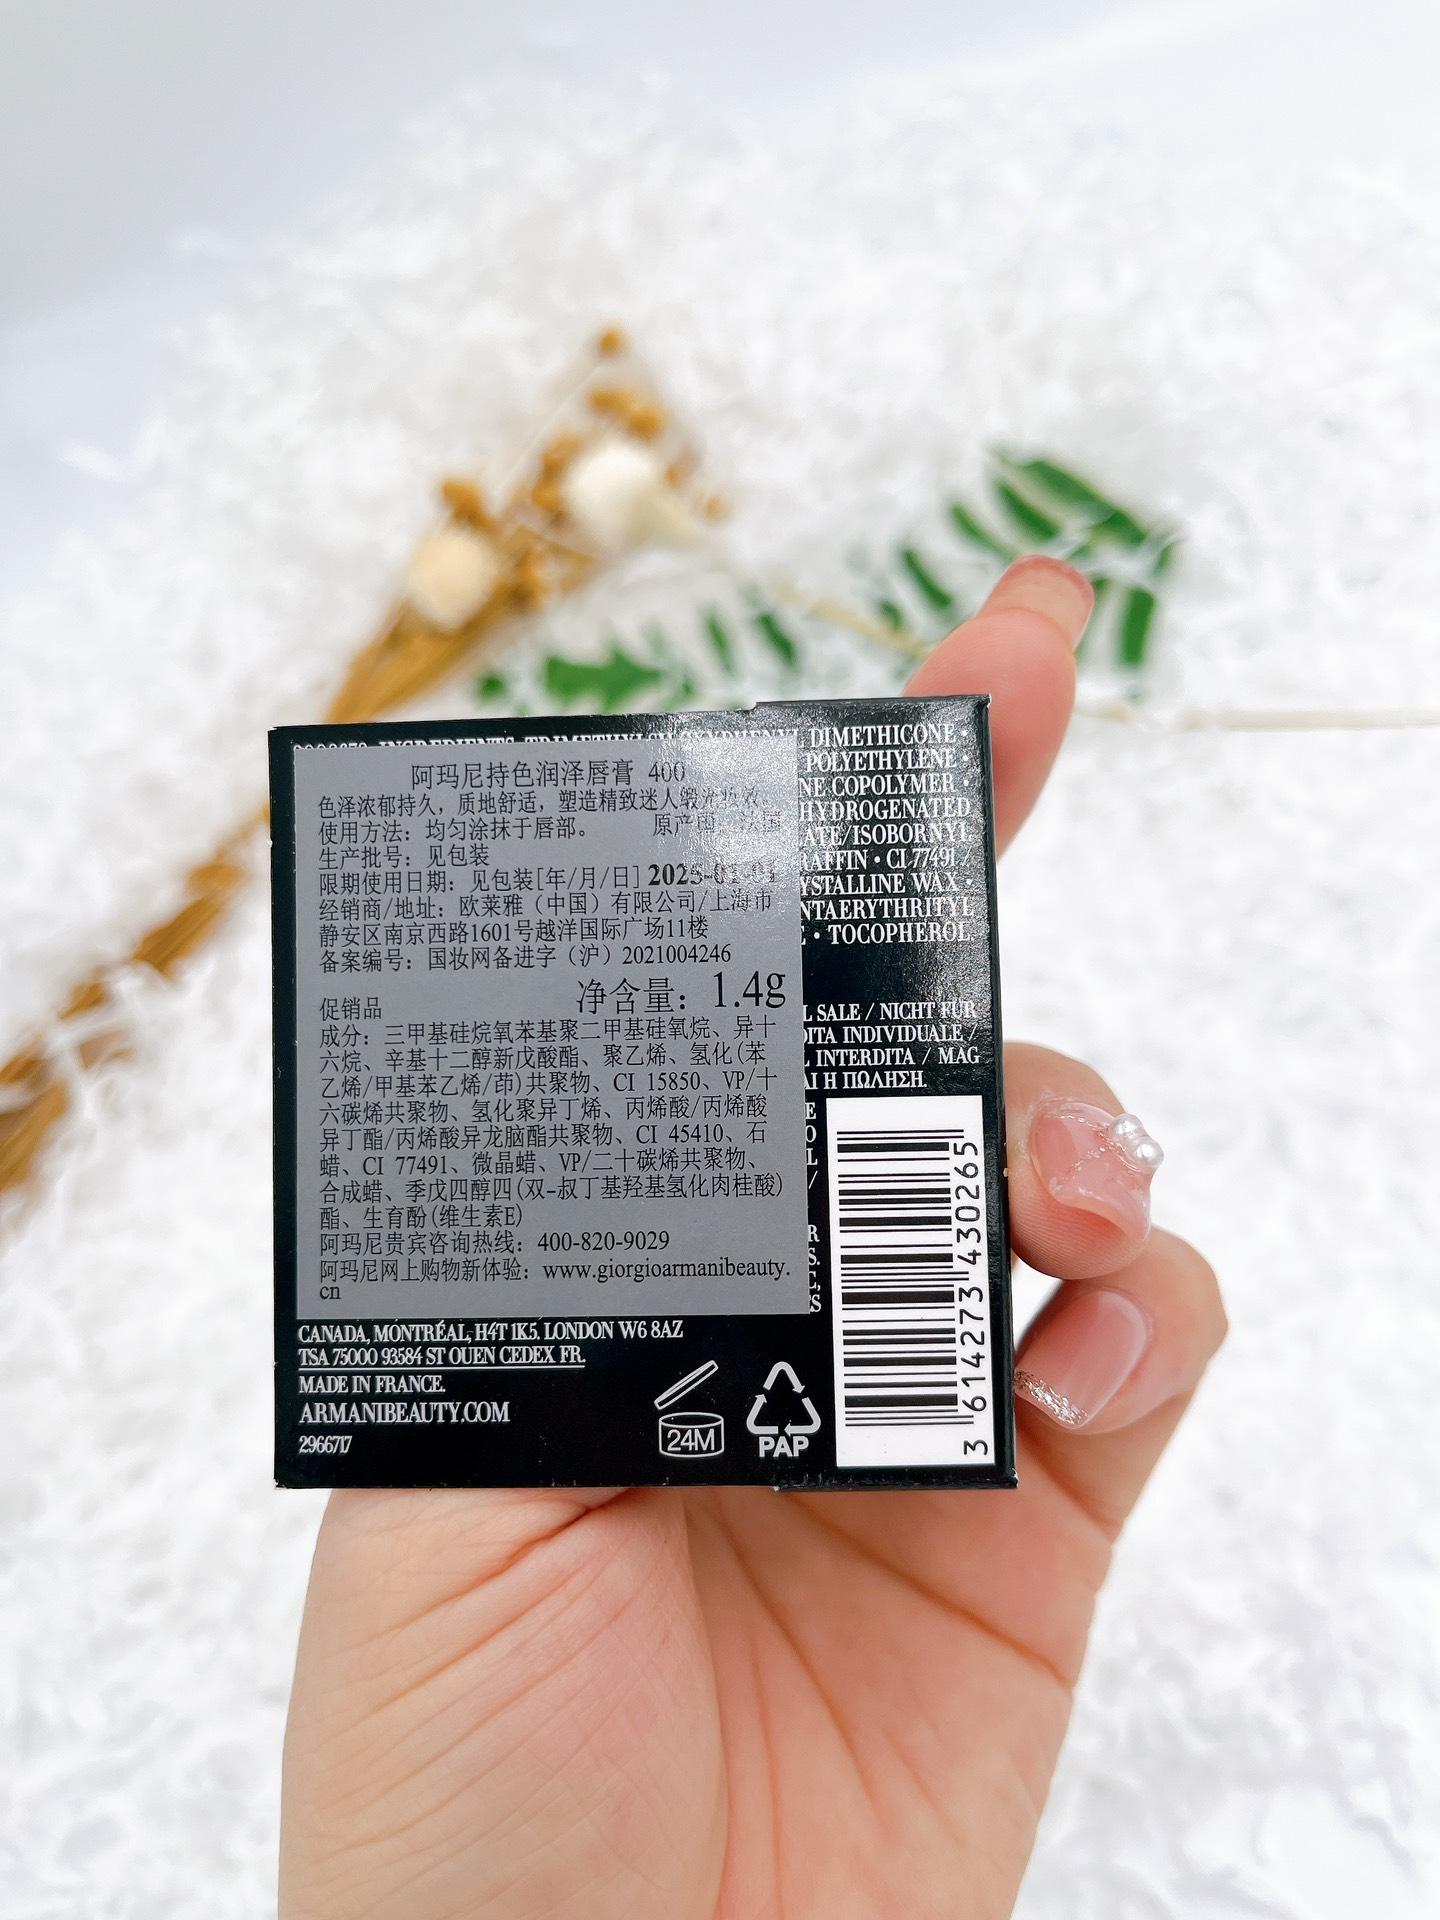 阿玛尼持色润泽唇膏 400
色泽浓郁持久，质地舒适，塑造精致迷人缎光妆效。
使用方法：均匀涂抹于唇部。 原产国：法国
生产批号：见包装
限期使用日期：见包装[年/月/日]
经销商/地址：欧莱雅（中国）有限公司/上海市
静安区南京西路1601号越洋国际广场11楼
备案编号：国妆网备进字（沪）2021004246
促销品 净含量：1.4g
成分：三甲基硅烷氧苯基聚二甲基硅氧烷、异十
六烷、辛基十二醇新戊酸酯、聚乙烯、氢化(苯
乙烯/甲基苯乙烯/茚)共聚物、CI 15850、VP/十
六碳烯共聚物、氢化聚异丁烯、丙烯酸/丙烯酸
异丁酯/丙烯酸异龙脑酯共聚物、CI 45410、石
蜡、CI 77491、微晶蜡、VP/二十碳烯共聚物、
合成蜡、季戊四醇四(双-叔丁基羟基氢化肉桂酸)
酯、生育酚(维生素E)
阿玛尼贵宾咨询热线：400-820-9029
阿玛尼网上购物新体验：www.giorgioarmanibeauty.
cn
DIMETHICONE •
POLYETHYLENE •
NE COPOLYMER •
HYDROGENATED
ATE/ISOBORNYL
RAFFIN • CI 77491 /
YSTALLINE WAX •
NTAERYTHRITYL
• TOCOPHEROL.
L SALE / NICHT FÜR
DITA INDIVIDUALE /
L INTERDITA / MAG
AI Η ΠΩΛΗΣΗ.
CANADA, MONTRÉAL, H4T 1K5, LONDON W6 8AZ
TSA 75000 93584 ST OUEN CEDEX FR.
MADE IN FRANCE.
ARMANIBEAUTY.COM
2966717
24M
PAP
3 614273 430265